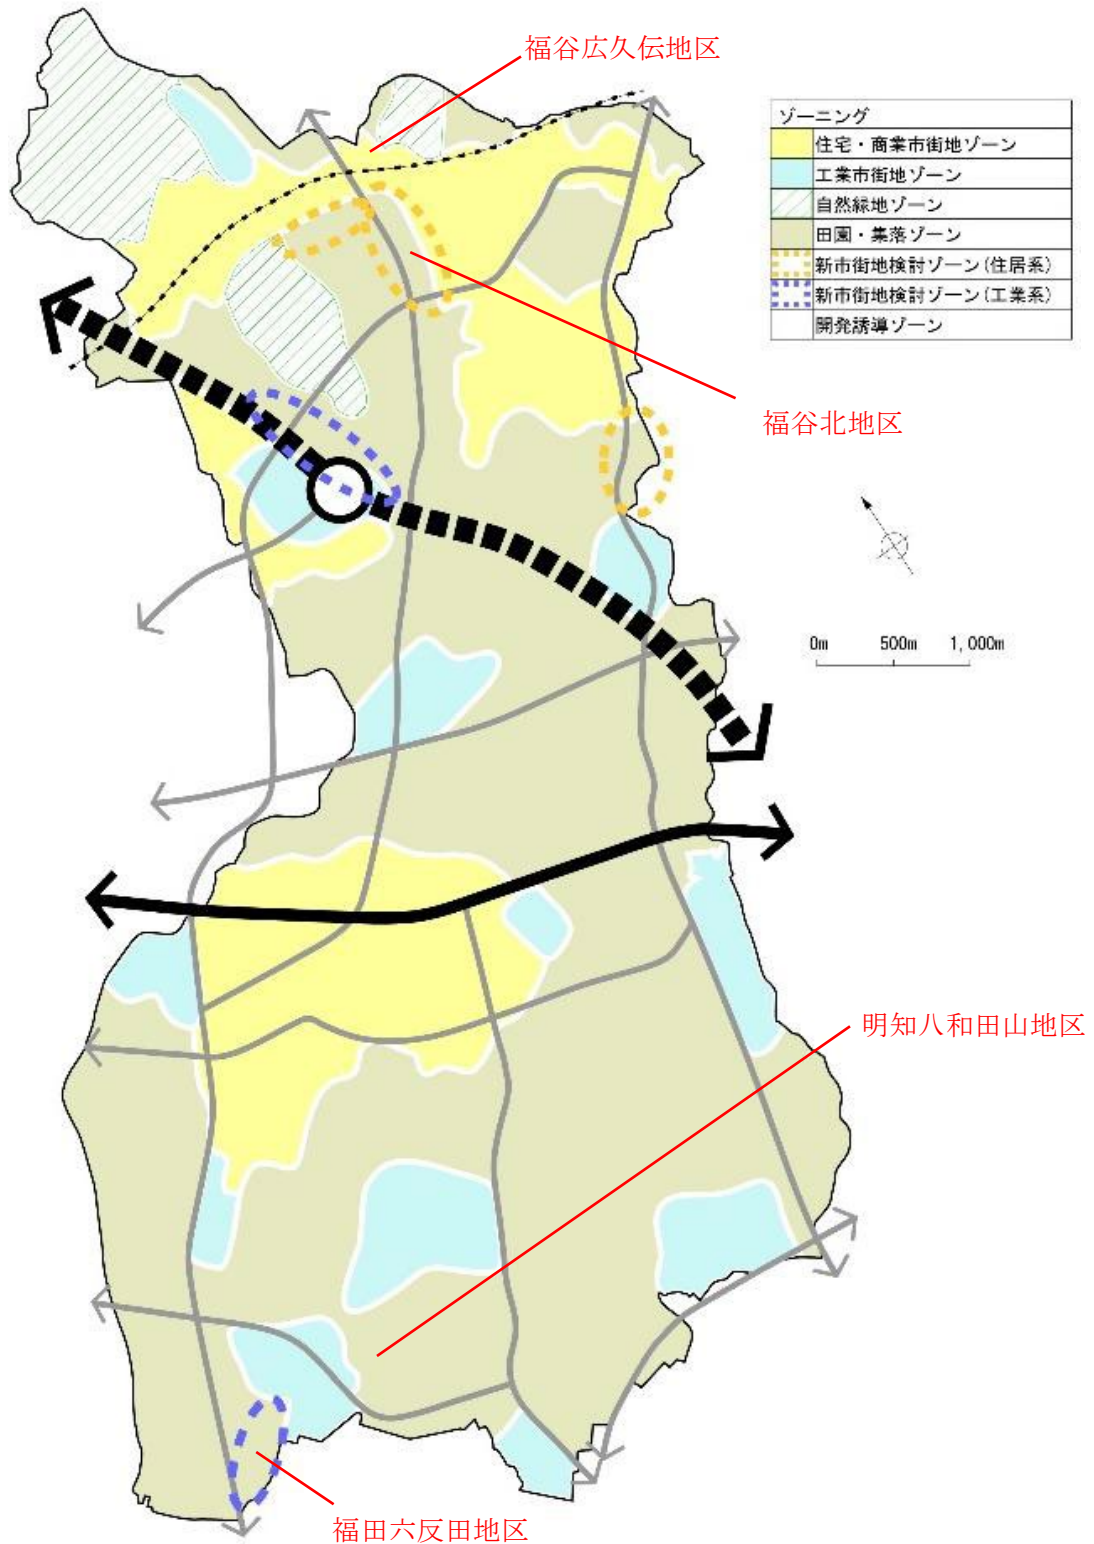 福谷広久伝地区
ゾーニング
住宅・商業市街地ゾーン
工業市街地ゾーン
自然緑地ゾーン
田園・集落ゾーン
新市街地検討ゾーン(住居系)
新市街地検討ゾーン(工業系)
開発誘導ゾーン
福谷北地区
0m 500m 1,000m
明知八和田山地区
福田六反田地区